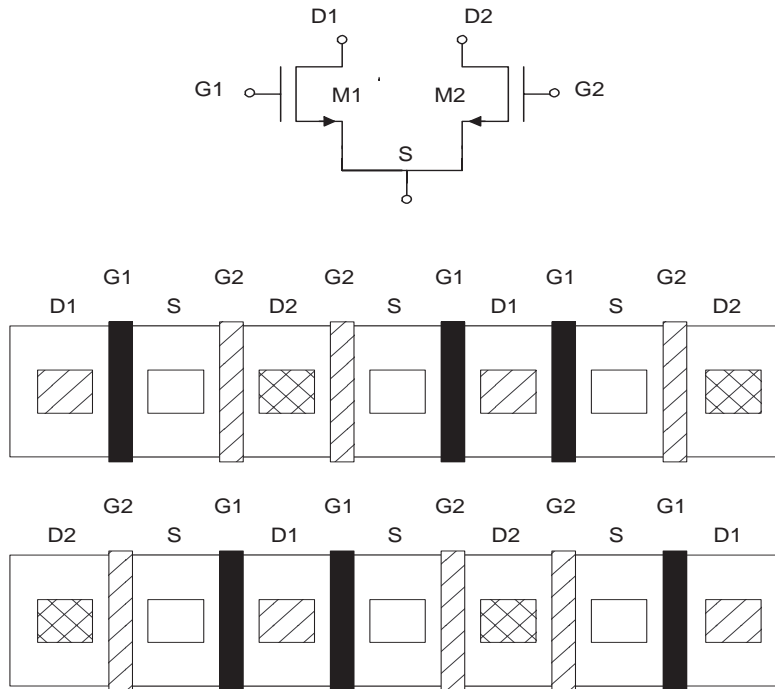 D1 D2
G1 M1 M2 G2
S
G1 G2 G2 G1 G1 G2
D1 S D2 S D1 S D2
G2 G1 G1 G2 G2 G1
D2 S D1 S D2 S D1